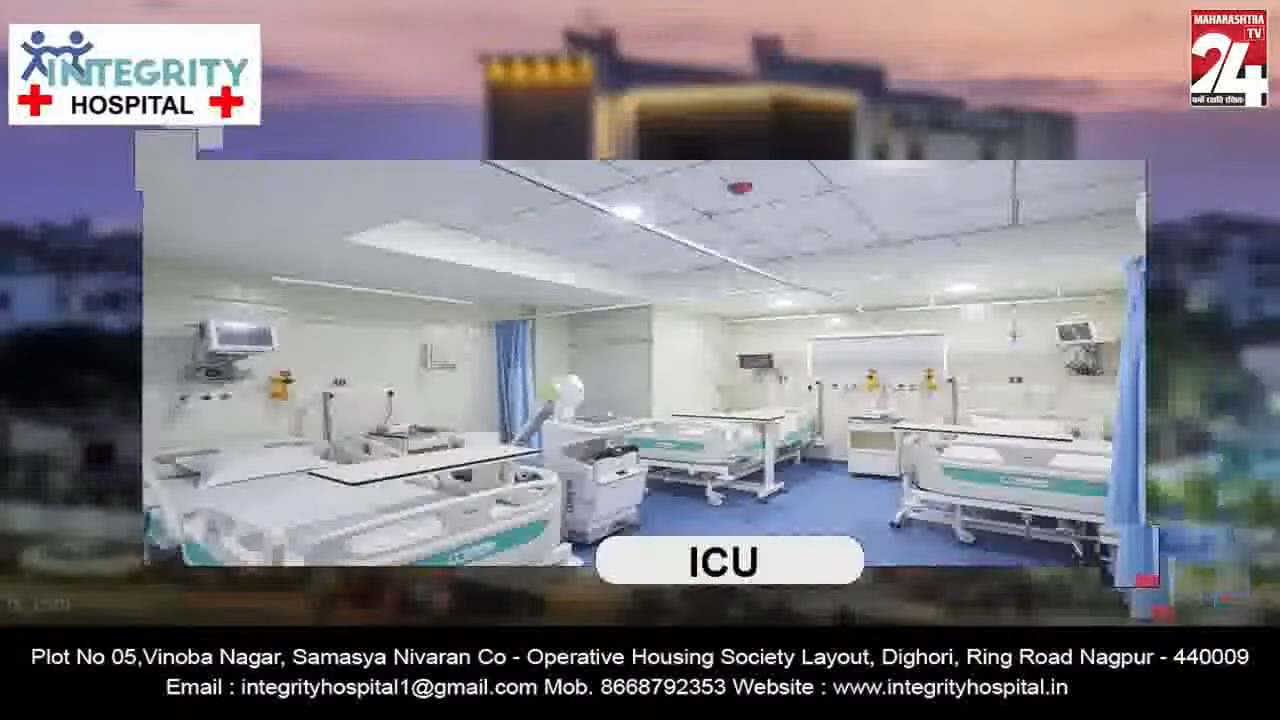 INTEGRITY
HOSPITAL
MAHARASHTRA
TV
24
ICU
Plot No 05,Vinoba Nagar, Samasya Nivaran Co - Operative Housing Society Layout, Dighori, Ring Road Nagpur - 440009
Email : integrityhospital1@gmail.com Mob. 8668792353 Website : www.integrityhospital.in